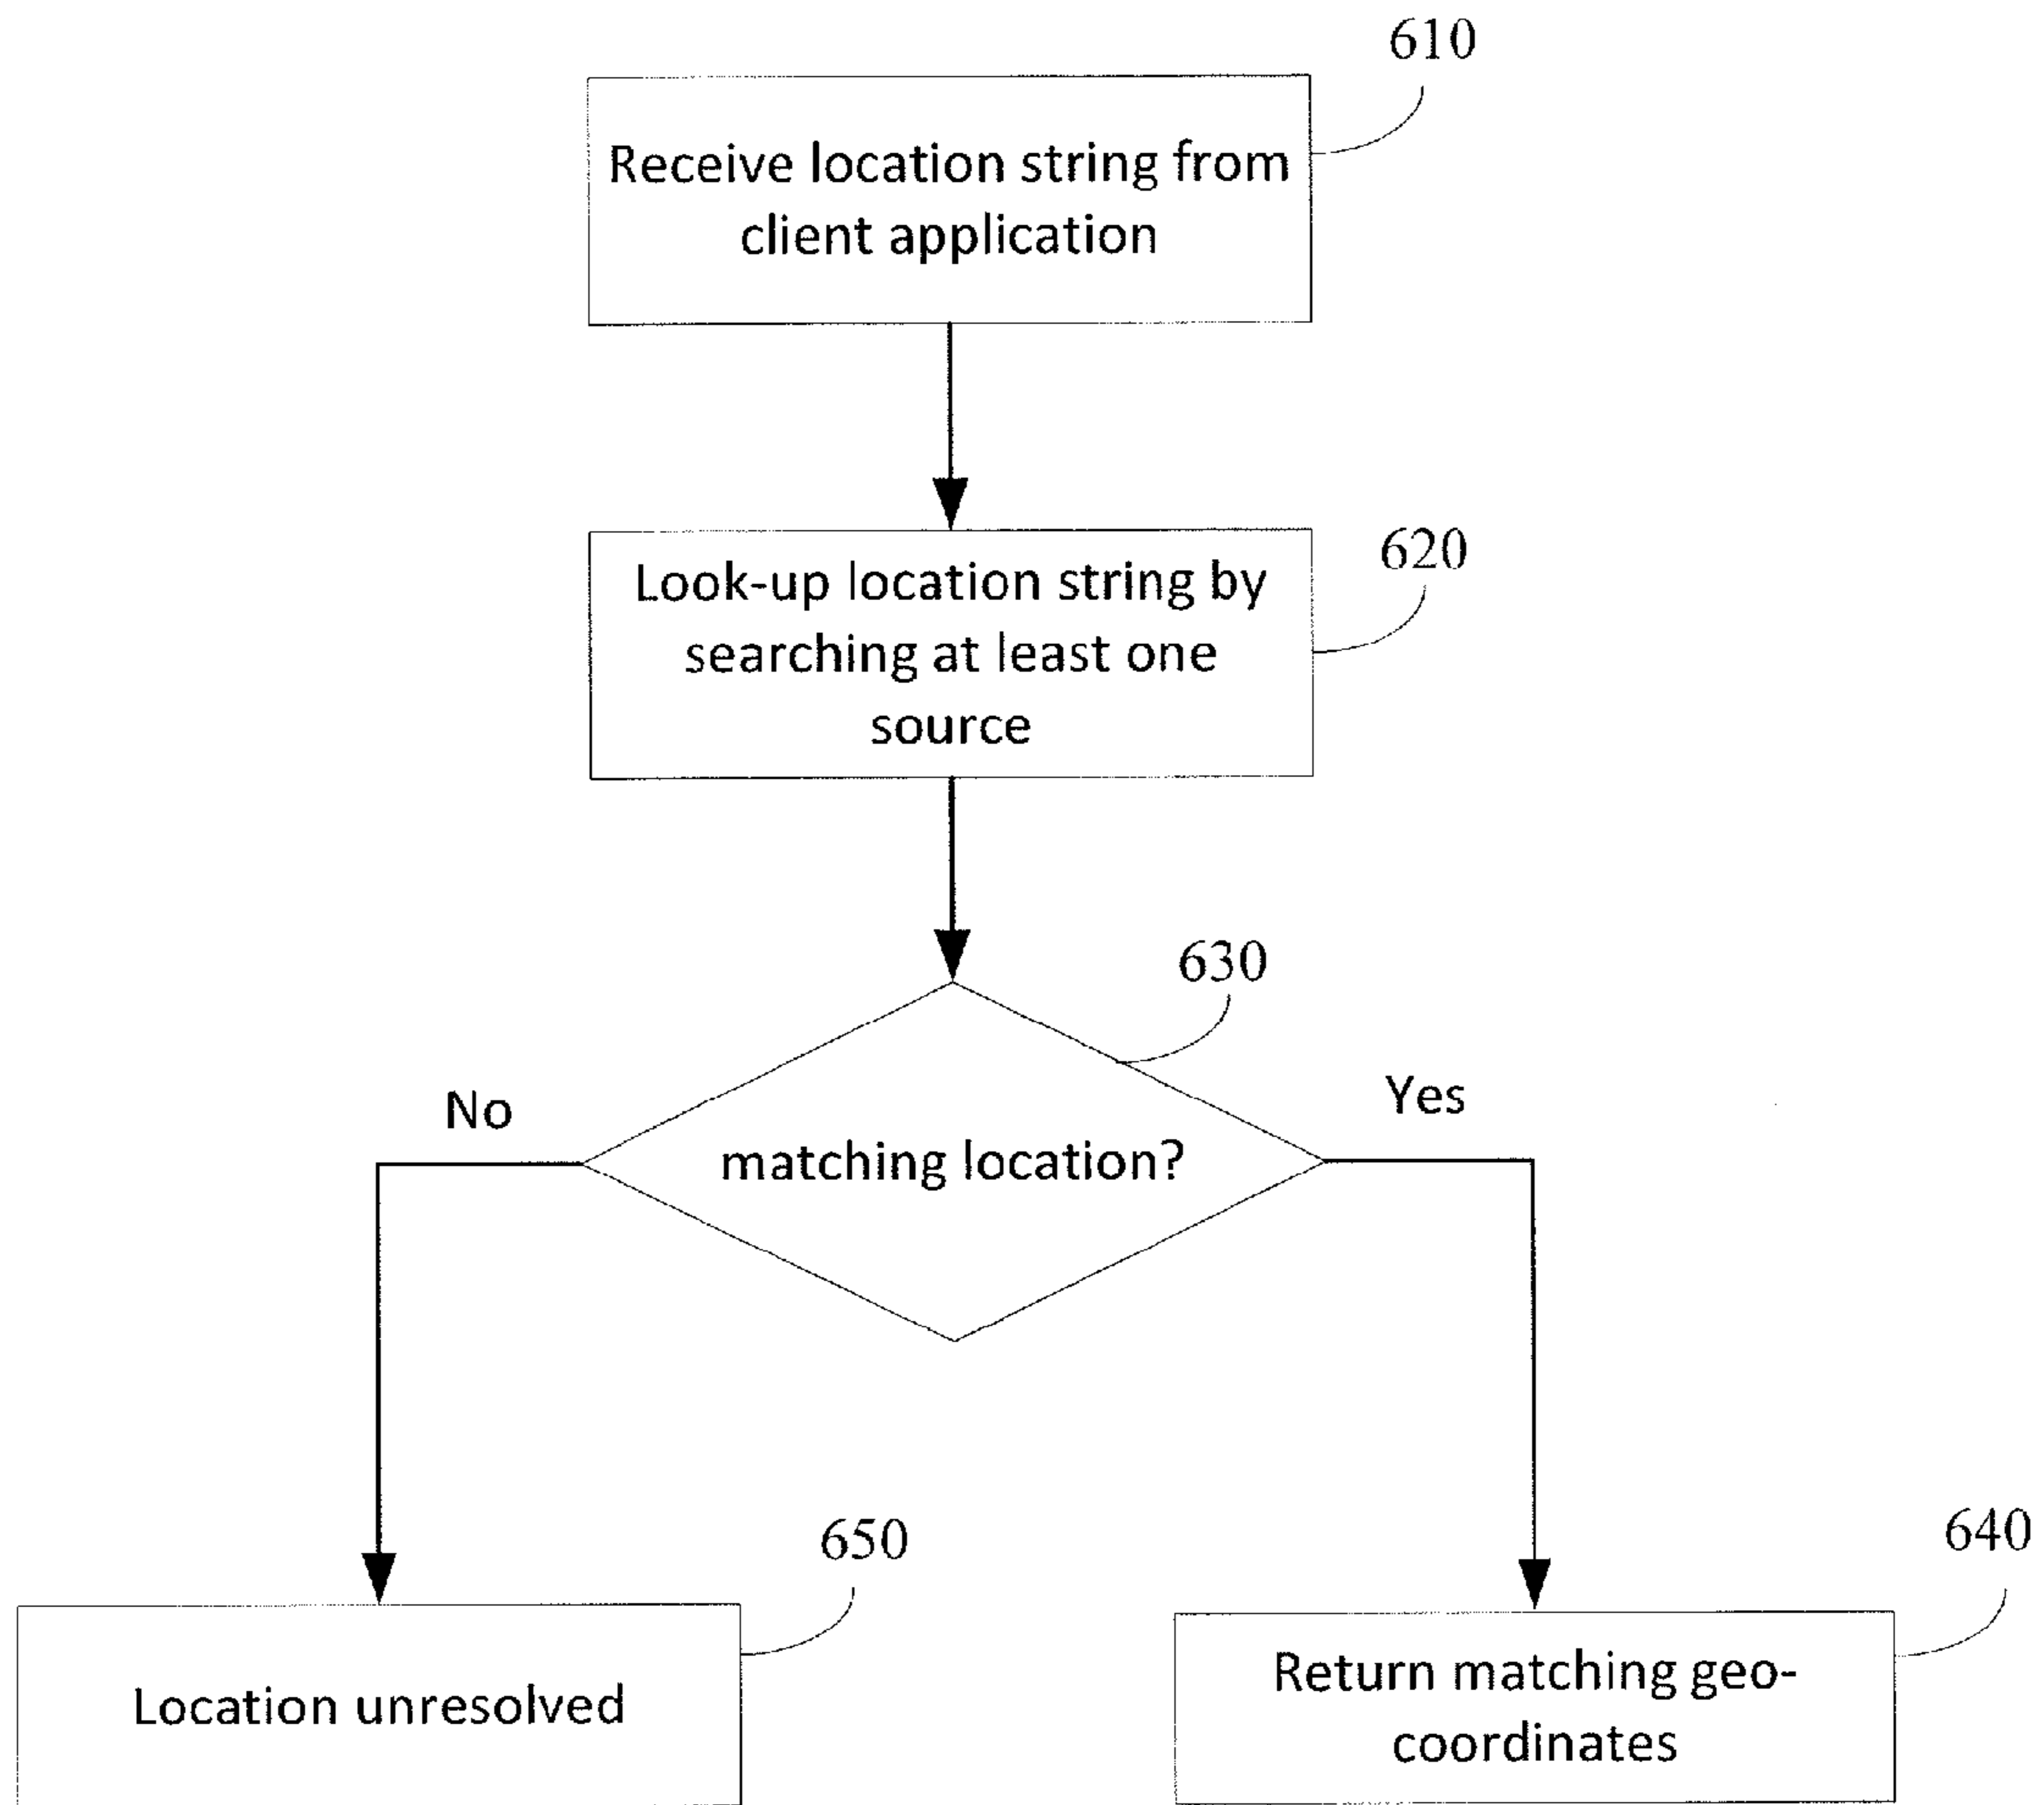 610
Receive location string from
client application
620
Look-up location string by
searching at least one
source
630
No
Yes
matching location?
650
640
Location unresolved
Return matching geo-
coordinates